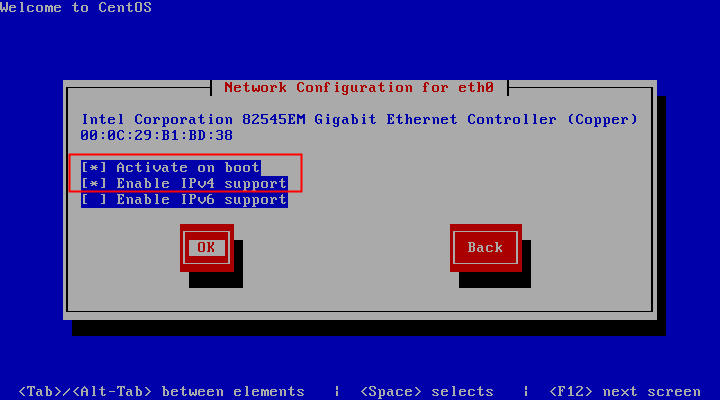 Welcome to CentOS
Network Configuration for eth0
Intel Corporation 82545EM Gigabit Ethernet Controller (Copper)
00:0C:29:B1:BD:38
[*] Activate on boot
[*] Enable IPv4 support
[ ] Enable IPv6 support
OK Back
<Tab>/<Alt-Tab> between elements | <Space> selects | <F12> next screen